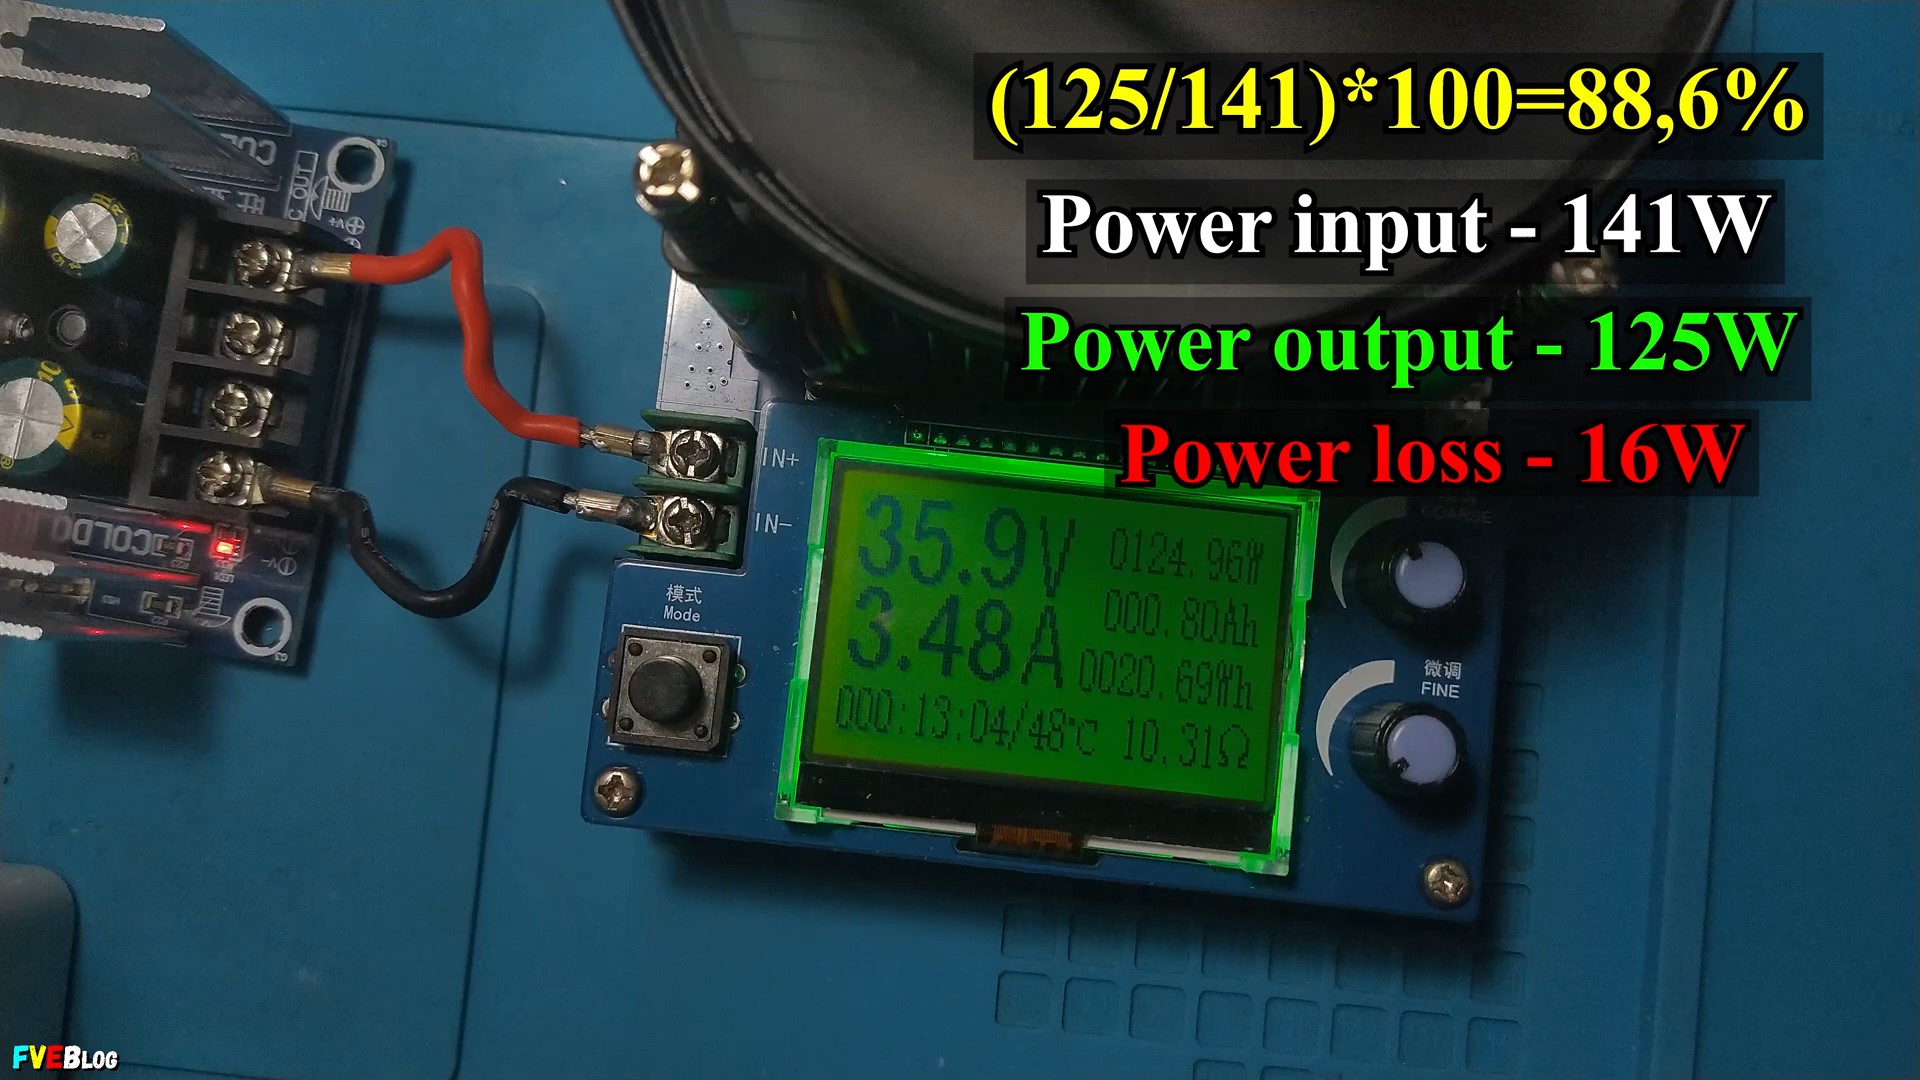 (125/141)*100=88,6%
Power input - 141W
Power output - 125W
Power loss - 16W
IN+
IN-
模式
Mode
35.9V
0124.96W
000.80Ah
3.48A
0020.69Wh
000:13:04/48℃ 10.31Ω
COARSE
微调
FINE
V+
V-
LED1
FVEBLOG